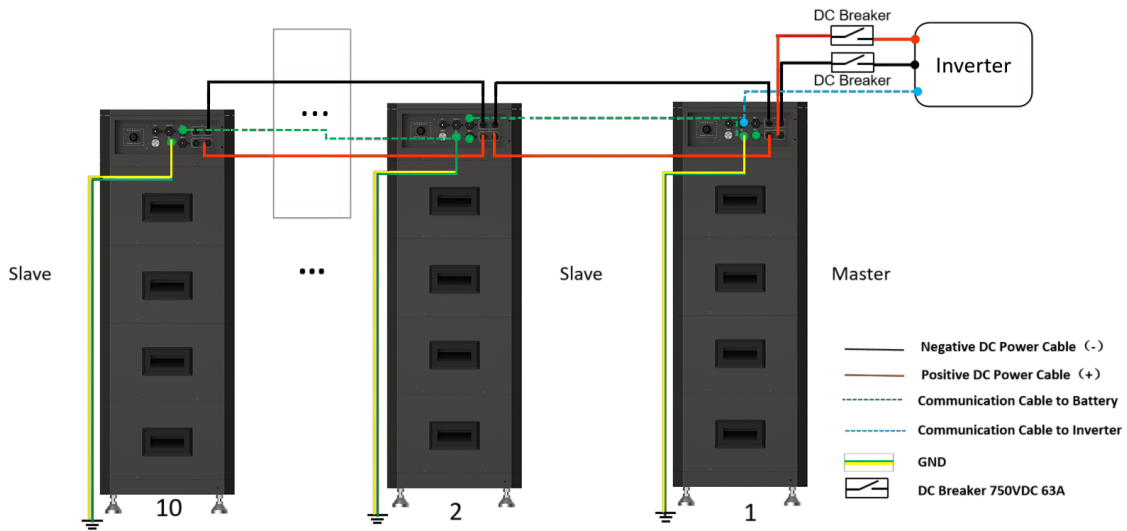 DC Breaker
DC Breaker
Inverter
...
...
Slave
Slave
Master
Negative DC Power Cable（-）
Positive DC Power Cable（+）
Communication Cable to Battery
Communication Cable to Inverter
GND
DC Breaker 750VDC 63A
10
2
1